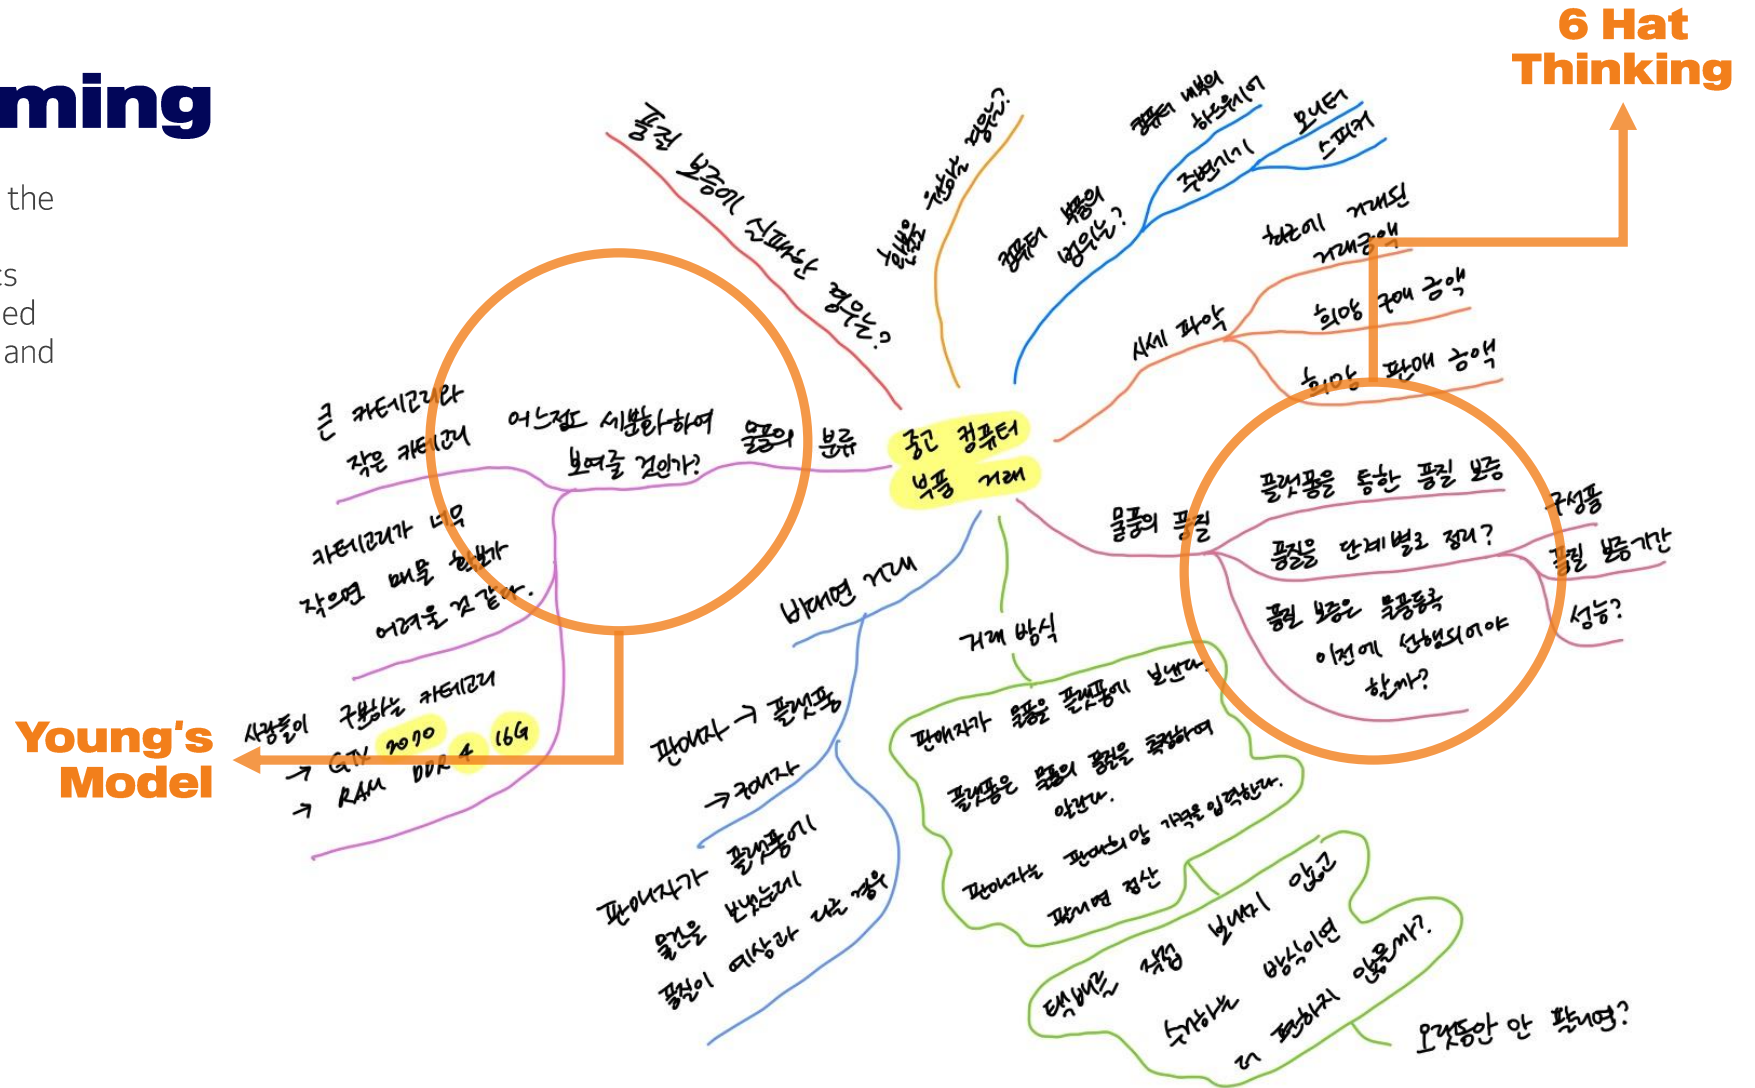 ming
the
ts
ed
and
6 Hat
Thinking
Young's
Model
중고 컴퓨터
부품 거래
품질 보증에 실패한 경우는?
환불을 원하는 경우는?
컴퓨터 부품의
범위는?
컴퓨터 내부의
하드웨어
주변기기
모니터
스피커
시세 파악
최근에 거래된
거래금액
희망 구매 금액
희망 판매 금액
물품의 품질
플랫폼을 통한 품질 보증
품질을 단계별로 정리?
구성품
품질 보증기간
성능?
품질 보증은 물품등록
이전에 선행되어야
할까?
거래 방식
판매자가 물품을 플랫폼에 보낸다.
플랫폼은 물품의 품질을 측정하여
알린다.
판매자는 판매희망 가격을 입력한다.
팔리면 정산
택배로 직접 보내지 않고
수거하는 방식이면
더 편하지 않을까?
오랫동안 안 팔리면?
비대면 거래
판매자 → 플랫폼
→ 구매자
판매자가 플랫폼에
물건을 보냈는데
품질이 예상과 다를 경우
물품의 분류
어느정도 세분화하여
보여줄 것인가?
큰 카테고리와
작은 카테고리
카테고리가 너무
작으면 매물 확보가
어려울 것 같다.
사람들이 구분하는 카테고리
→ GTX 2070
→ RAM DDR 4 16G